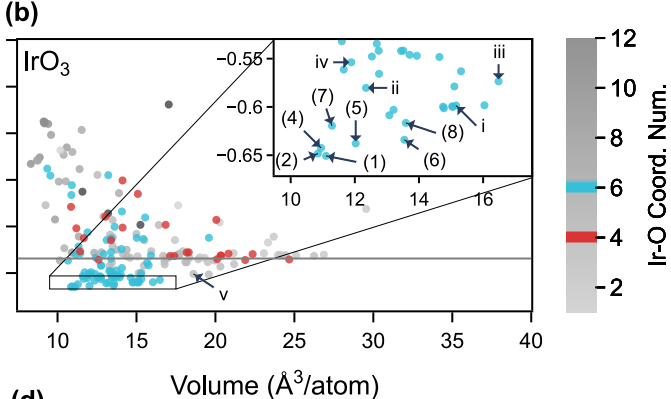 (b)
IrO3
−0.55
−0.6
−0.65
iv
iii
ii
i
(7)
(5)
(4)
(8)
(2)
(1)
(6)
10 12 14 16
v
10 15 20 25 30 35 40
Volume (Å3/atom)
12
10
8
6
4
2
Ir-O Coord. Num.
(d)